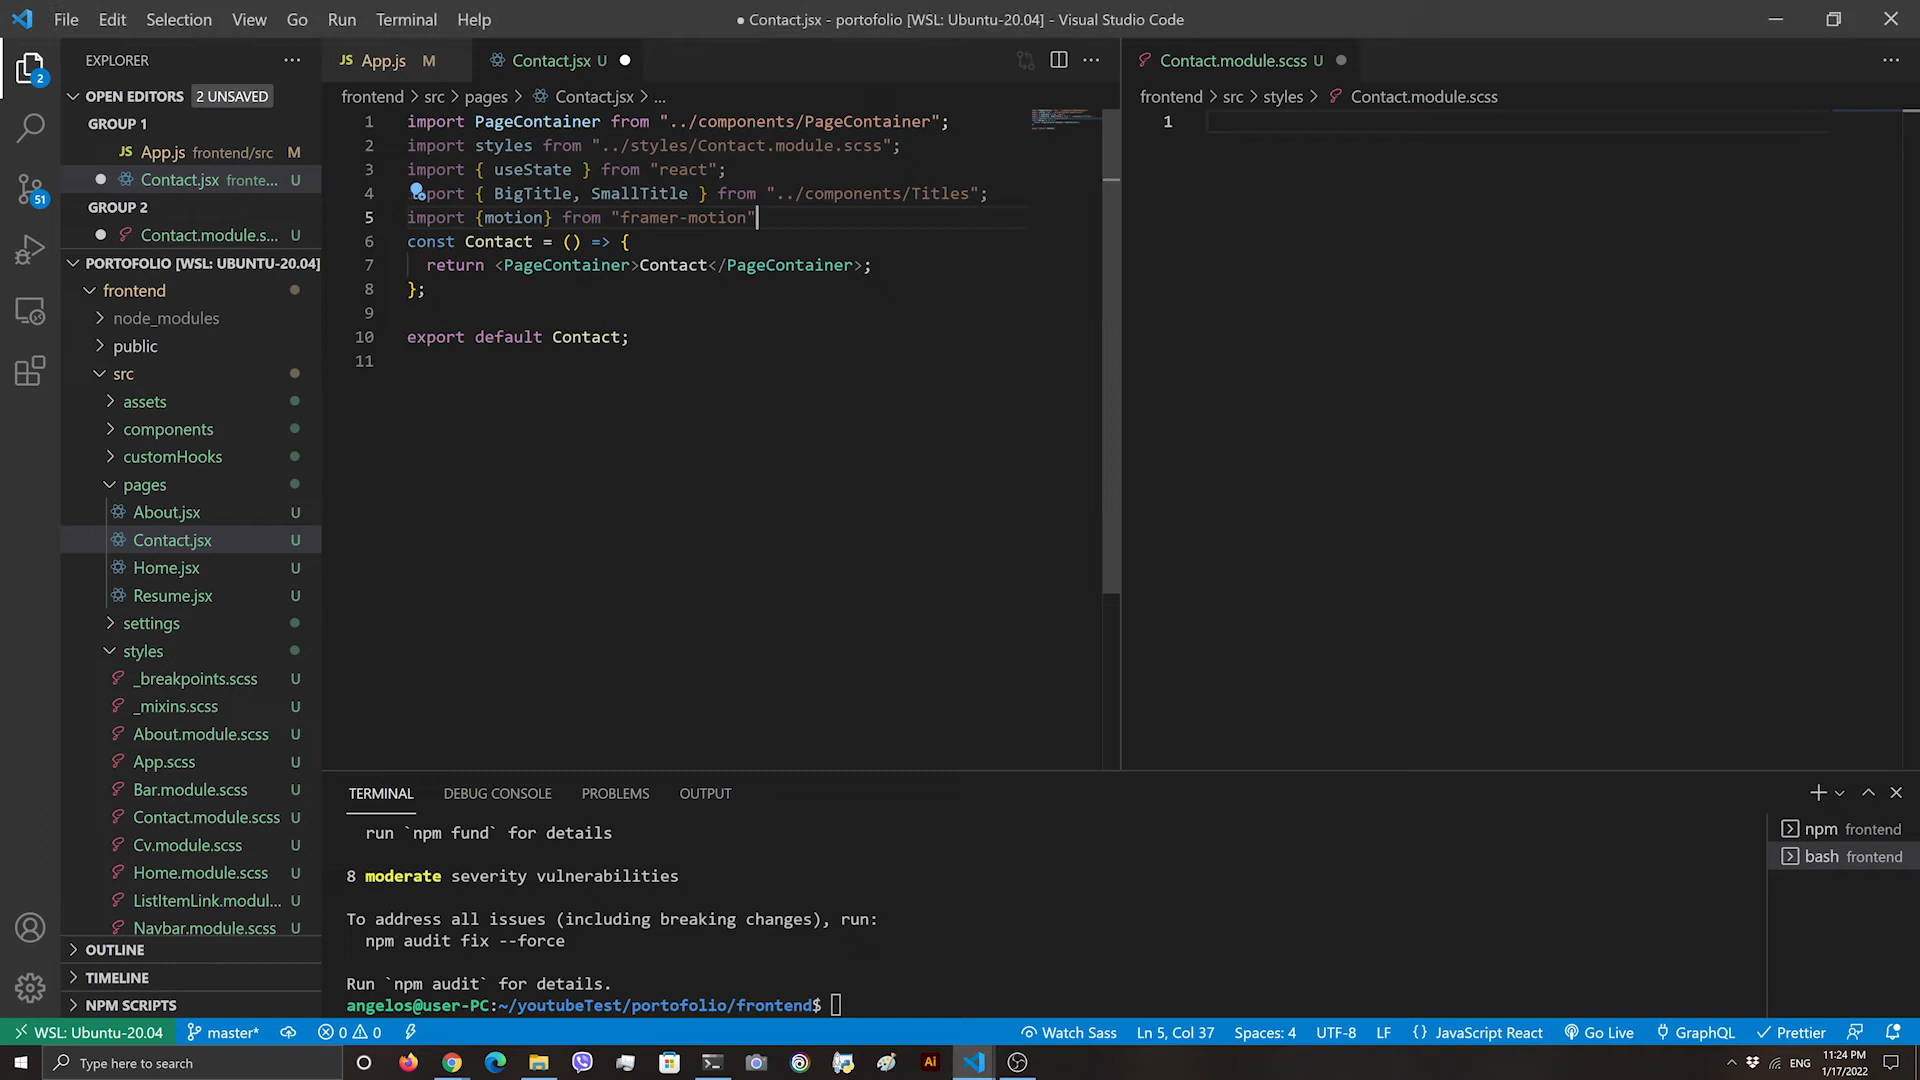 File Edit Selection View Go Run Terminal Help
● Contact.jsx - portofolio [WSL: Ubuntu-20.04] - Visual Studio Code
EXPLORER
OPEN EDITORS 2 UNSAVED
GROUP 1
JS App.js frontend/src M
Contact.jsx fronte... U
GROUP 2
Contact.module.s... U
PORTOFOLIO [WSL: UBUNTU-20.04]
frontend
node_modules
public
src
assets
components
customHooks
pages
About.jsx U
Contact.jsx U
Home.jsx U
Resume.jsx U
settings
styles
_breakpoints.scss U
_mixins.scss U
About.module.scss U
App.scss U
Bar.module.scss U
Contact.module.scss U
Cv.module.scss U
Home.module.scss U
ListItemLink.modul... U
Navbar.module.scss U
OUTLINE
TIMELINE
NPM SCRIPTS
2
51
JS App.js M
Contact.jsx U
frontend > src > pages > Contact.jsx > ...
1 import PageContainer from "../components/PageContainer";
2 import styles from "../styles/Contact.module.scss";
3 import { useState } from "react";
4 import { BigTitle, SmallTitle } from "../components/Titles";
5 import {motion} from "framer-motion"
6 const Contact = () => {
7 return <PageContainer>Contact</PageContainer>;
8 };
9
10 export default Contact;
11
Contact.module.scss U
frontend > src > styles > Contact.module.scss
1
TERMINAL DEBUG CONSOLE PROBLEMS OUTPUT
run `npm fund` for details
8 moderate severity vulnerabilities
To address all issues (including breaking changes), run:
npm audit fix --force
Run `npm audit` for details.
angelos@user-PC:~/youtubeTest/portofolio/frontend$
npm frontend
bash frontend
WSL: Ubuntu-20.04 master* 0 0 Watch Sass Ln 5, Col 37 Spaces: 4 UTF-8 LF {} JavaScript React Go Live GraphQL Prettier
Type here to search
Ai
ENG
11:24 PM
1/17/2022